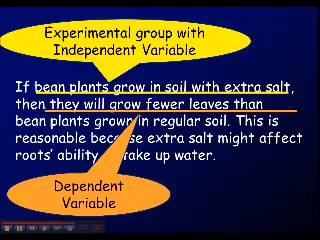 Experimental group with
Independent Variable
If bean plants grow in soil with extra salt,
then they will grow fewer leaves than
bean plants grown in regular soil. This is
reasonable because extra salt might affect
roots' ability take up water.
Dependent
Variable